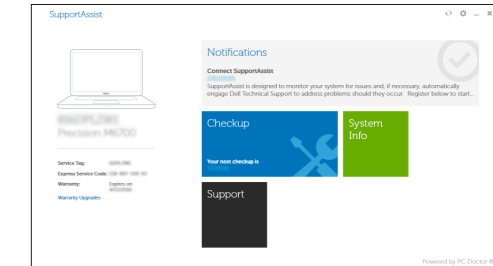 SupportAssist
Notifications
Connect SupportAssist
SupportAssist is designed to monitor your system for issues and, if necessary, automatically
engage Dell Technical Support to address problems should they occur. Register below to start...
Precision M6700
Service Tag:
Express Service Code:
Warranty: Expires on
Warranty Upgrades
Checkup
Your next checkup is
System
Info
Support
Powered by PC-Doctor ®